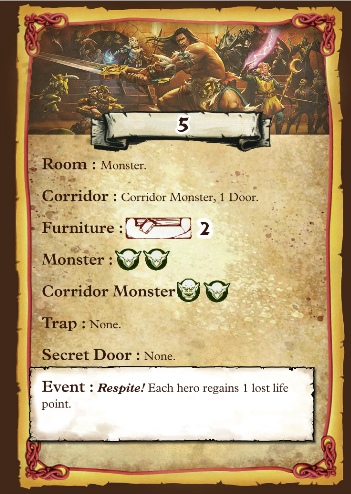 5
Room : Monster.
Corridor : Corridor Monster, 1 Door.
Furniture : 2
Monster :
Corridor Monster
Trap : None.
Secret Door : None.
Event : Respite! Each hero regains 1 lost life
point.